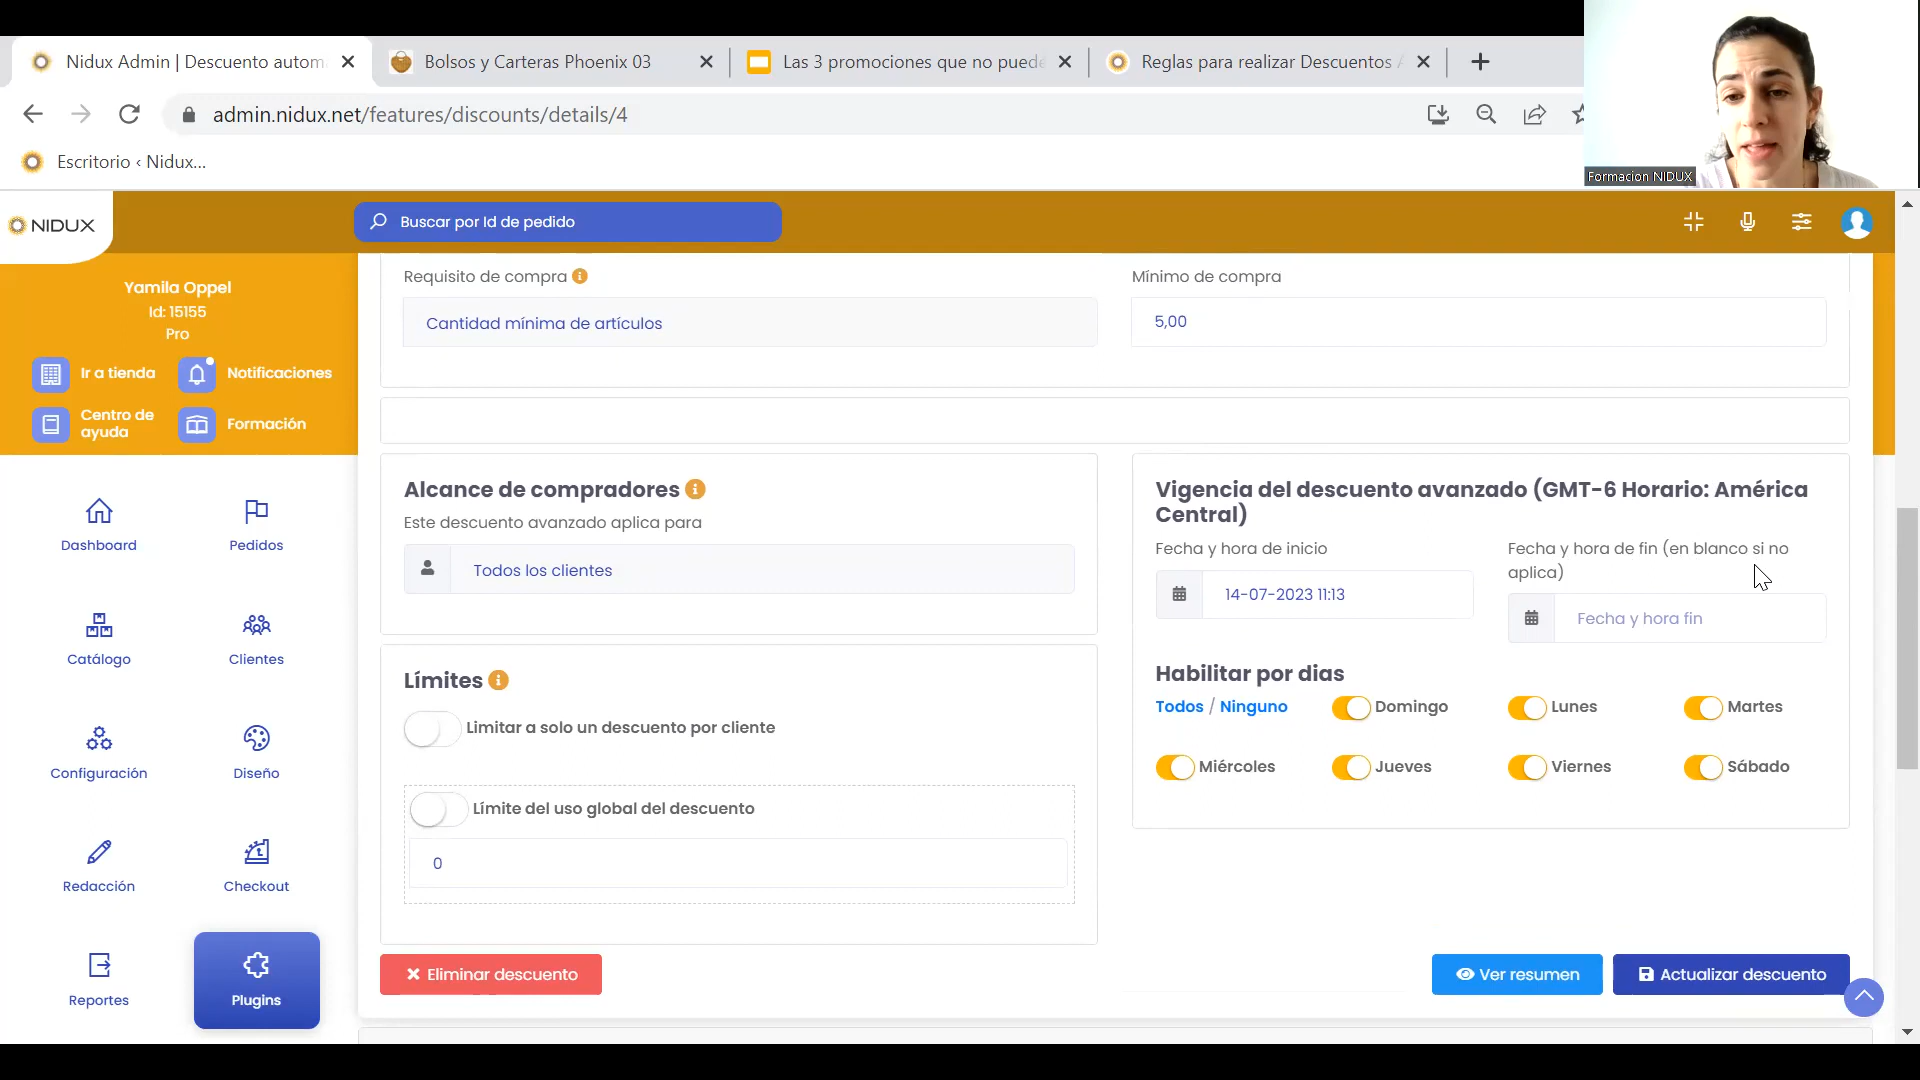 Nidux Admin | Descuento autom
Bolsos y Carteras Phoenix 03
Las 3 promociones que no puede
Reglas para realizar Descuentos A
admin.nidux.net/features/discounts/details/4
Escritorio ‹ Nidux...
Formacion NIDUX
NIDUX
Buscar por Id de pedido
Yamila Oppel
Id: 15155
Pro
Ir a tienda
Notificaciones
Centro de
ayuda
Formación
Dashboard
Pedidos
Catálogo
Clientes
Configuración
Diseño
Redacción
Checkout
Reportes
Plugins
Requisito de compra
Cantidad mínima de artículos
Mínimo de compra
5,00
Alcance de compradores
Este descuento avanzado aplica para
Todos los clientes
Límites
Limitar a solo un descuento por cliente
Límite del uso global del descuento
0
Vigencia del descuento avanzado (GMT-6 Horario: América
Central)
Fecha y hora de inicio
14-07-2023 11:13
Fecha y hora de fin (en blanco si no
aplica)
Fecha y hora fin
Habilitar por dias
Todos / Ninguno
Domingo
Lunes
Martes
Miércoles
Jueves
Viernes
Sábado
Eliminar descuento
Ver resumen
Actualizar descuento